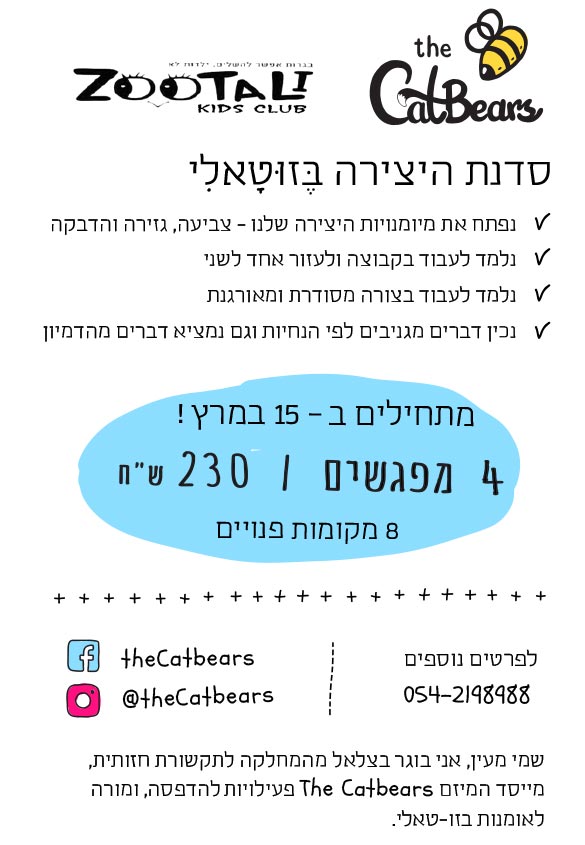 the
CatBears
בגרות אפשר להשלים, ילדות לא
ZOOTALI
KIDS CLUB
סדנת היצירה בֶּזוּטָאלִי
✓ נפתח את מיומנויות היצירה שלנו - צביעה, גזירה והדבקה
✓ נלמד לעבוד בקבוצה ולעזור אחד לשני
✓ נלמד לעבוד בצורה מסודרת ומאורגנת
✓ נכין דברים מגניבים לפי הנחיות וגם נמציא דברים מהדמיון
מתחילים ב - 15 במרץ !
4 מפגשים / 230 ש"ח
8 מקומות פנויים
+ + + + + + + + + + + + + + + + + + + +
לפרטים נוספים
054-2198988
theCatbears
@theCatbears
שמי מעין, אני בוגר בצלאל מהמחלקה לתקשורת חזותית,
מייסד המיזם The Catbears פעילויות להדפסה, ומורה
לאומנות בזו-טאלי.